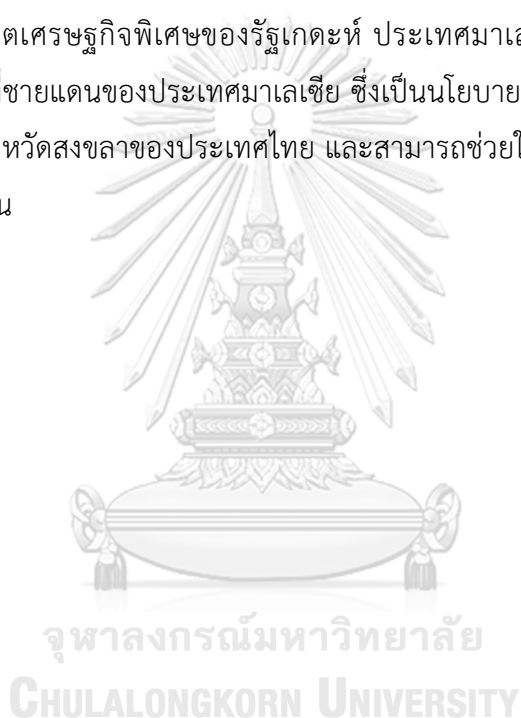 ตเศรษฐกิจพิเศษของรัฐเกดะห์ ประเทศมาเล
ที่ชายแดนของประเทศมาเลเซีย ซึ่งเป็นนโยบาย
หวัดสงขลาของประเทศไทย และสามารถช่วยใ
น
จุฬาลงกรณ์มหาวิทยาลัย
CHULALONGKORN UNIVERSITY